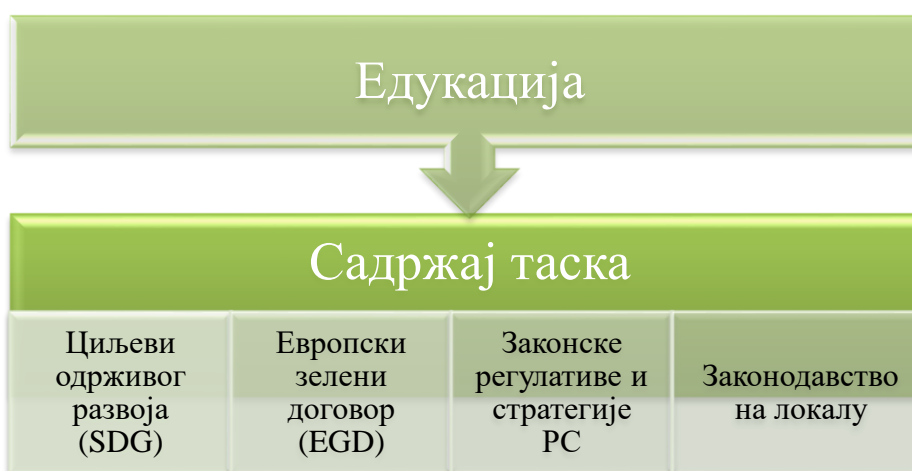 Едукација
Садржај таска
Циљеви
одрживог
развоја
(SDG)
Европски
зелени
договор
(EGD)
Законске
регулативе и
стратегије
РС
Законодавство
на локалу